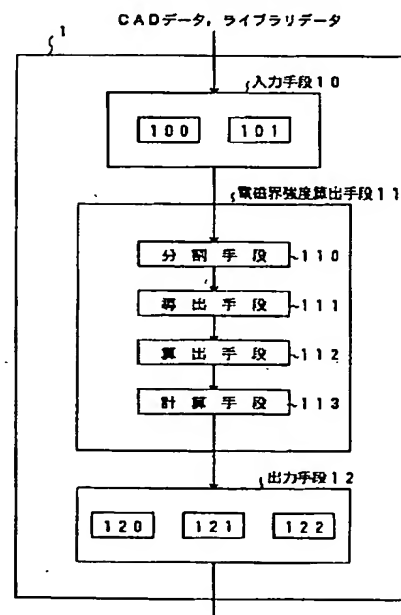 CADデータ, ライブラリデータ
1
入力手段10
100 101
電磁界強度算出手段11
分割手段 110
導出手段 111
算出手段 112
計算手段 113
出力手段12
120 121 122